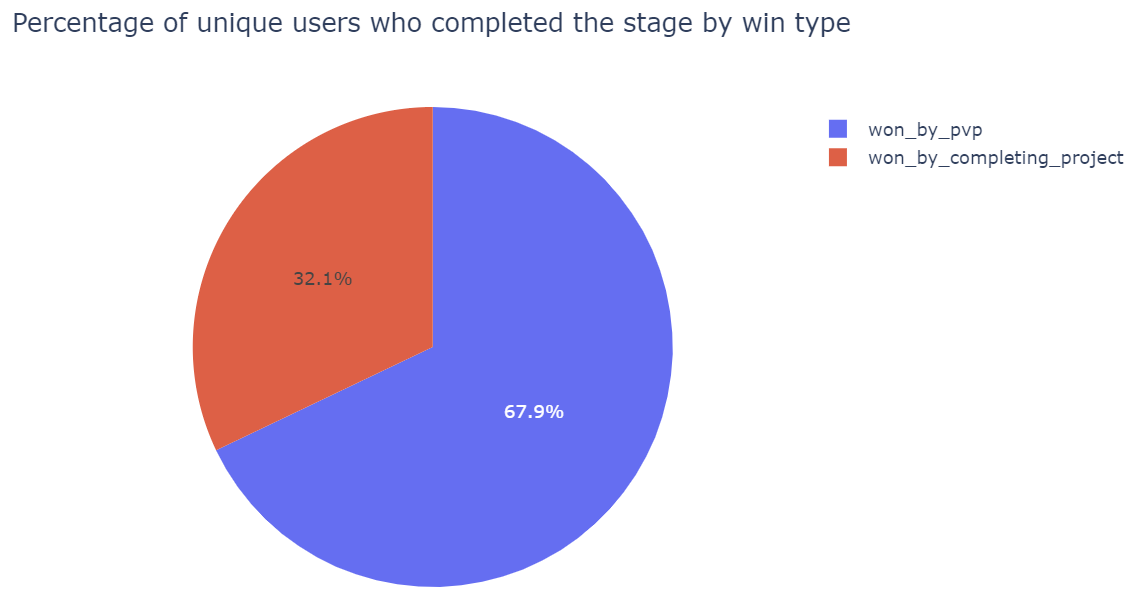 Percentage of unique users who completed the stage by win type
won_by_pvp
won_by_completing_project
32.1%
67.9%